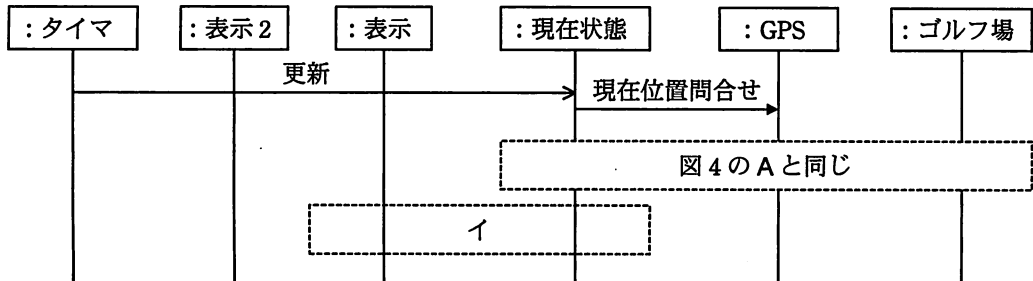 ：タイマ
：表示2
：表示
：現在状態
：GPS
：ゴルフ場
更新
現在位置問合せ
図4のAと同じ
イ